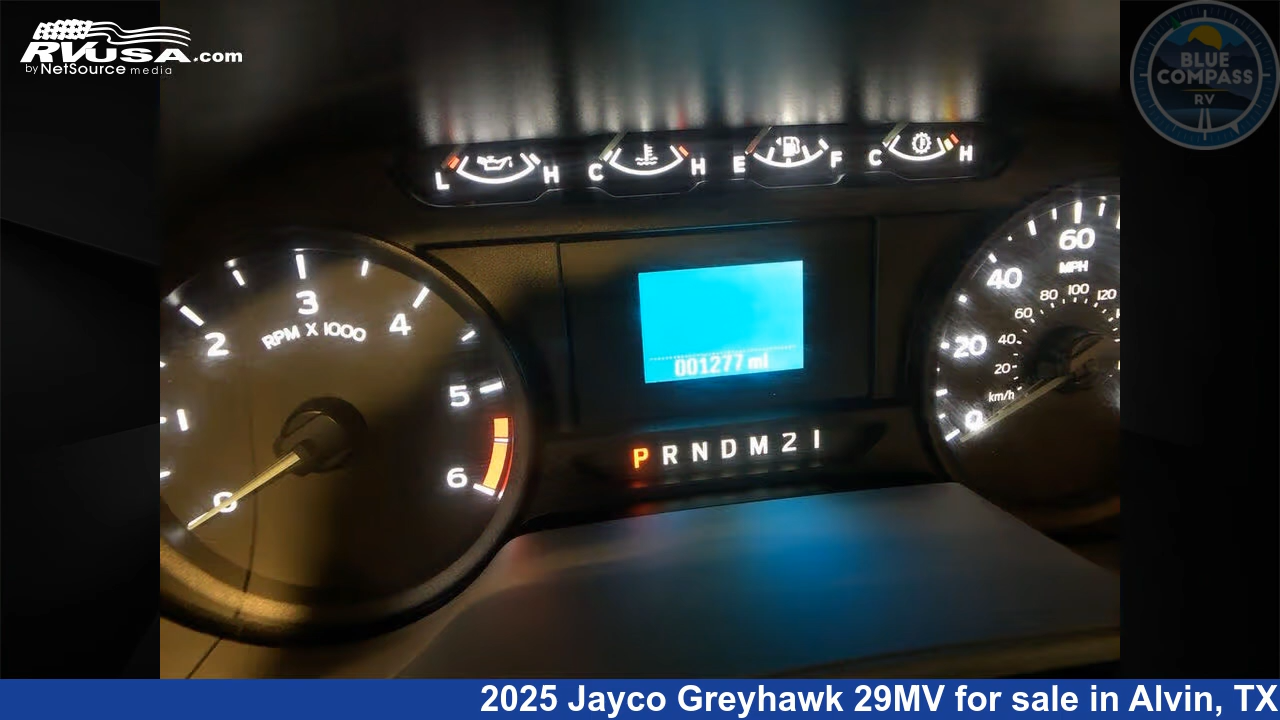 RVUSA.com
by NetSource media
BLUE
COMPASS
RV
L H C H E F C H
1 2 3 4 5 6
RPM X 1000
0
001277 mi
P R N D M 2 1
0 20 40 60
MPH
20 40 60 80 100 120
km/h
2025 Jayco Greyhawk 29MV for sale in Alvin, TX